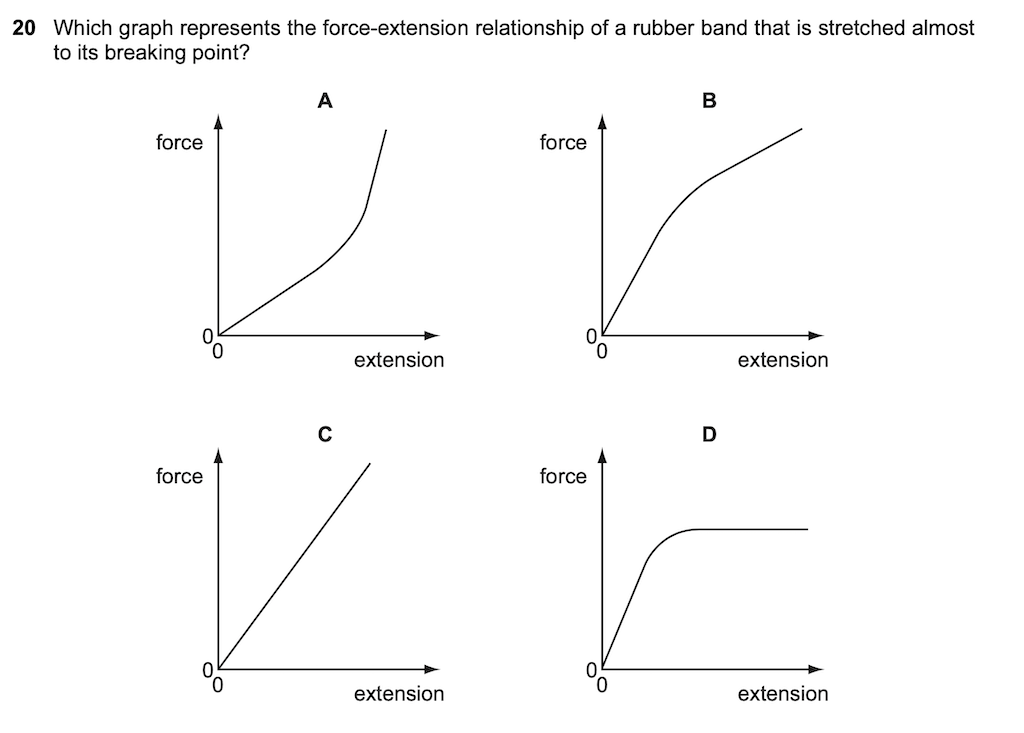 20 Which graph represents the force-extension relationship of a rubber band that is stretched almost
to its breaking point?
A
force
0
0
extension
B
force
0
0
extension
C
force
0
0
extension
D
force
0
0
extension